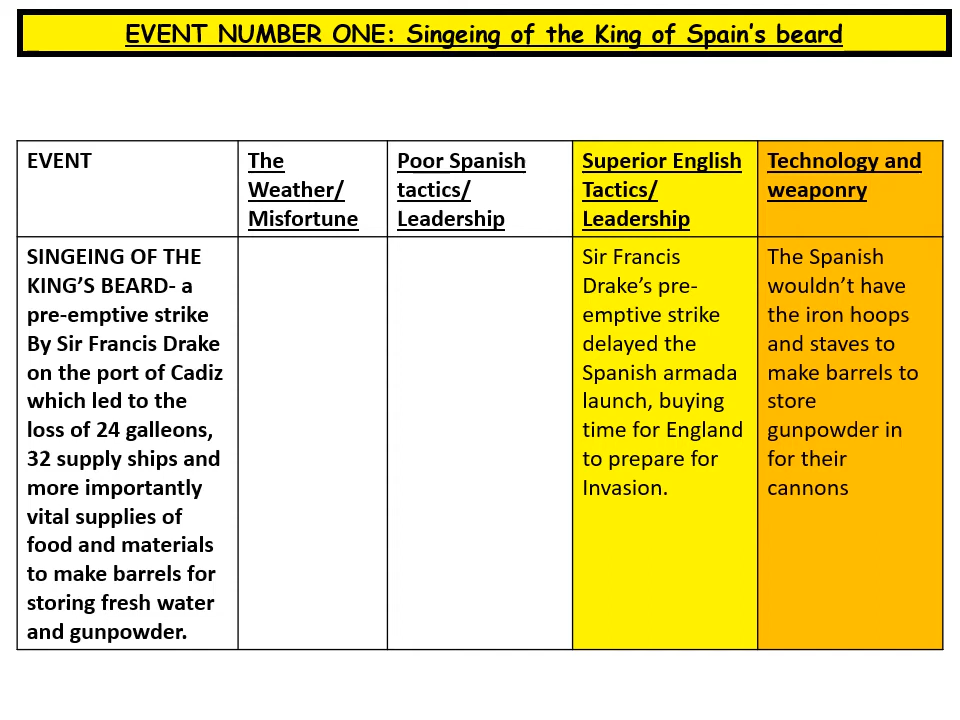 EVENT NUMBER ONE: Singeing of the King of Spain's beard
EVENT
The
Weather/
Misfortune
Poor Spanish
tactics/
Leadership
Superior English
Tactics/
Leadership
Technology and
weaponry
SINGEING OF THE
KING'S BEARD- a
pre-emptive strike
By Sir Francis Drake
on the port of Cadiz
which led to the
loss of 24 galleons,
32 supply ships and
more importantly
vital supplies of
food and materials
to make barrels for
storing fresh water
and gunpowder.
Sir Francis
Drake's pre-
emptive strike
delayed the
Spanish armada
launch, buying
time for England
to prepare for
Invasion.
The Spanish
wouldn't have
the iron hoops
and staves to
make barrels to
store
gunpowder in
for their
cannons